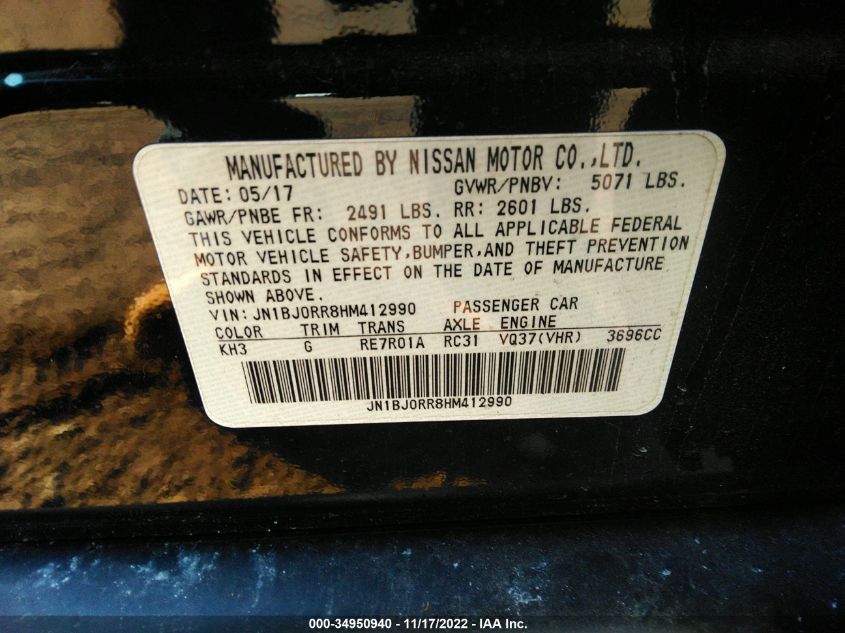 MANUFACTURED BY NISSAN MOTOR CO.,LTD.
DATE: 05/17 GVWR/PNBV: 5071 LBS.
GAWR/PNBE FR: 2491 LBS. RR: 2601 LBS.
THIS VEHICLE CONFORMS TO ALL APPLICABLE FEDERAL
MOTOR VEHICLE SAFETY,BUMPER,AND THEFT PREVENTION
STANDARDS IN EFFECT ON THE DATE OF MANUFACTURE
SHOWN ABOVE.
VIN: JN1BJ0RR8HM412990 PASSENGER CAR
COLOR TRIM TRANS AXLE ENGINE
KH3 G RE7R01A RC31 VQ37(VHR) 3696CC
JN1BJ0RR8HM412990
000-34950940 - 11/17/2022 - IAA Inc.